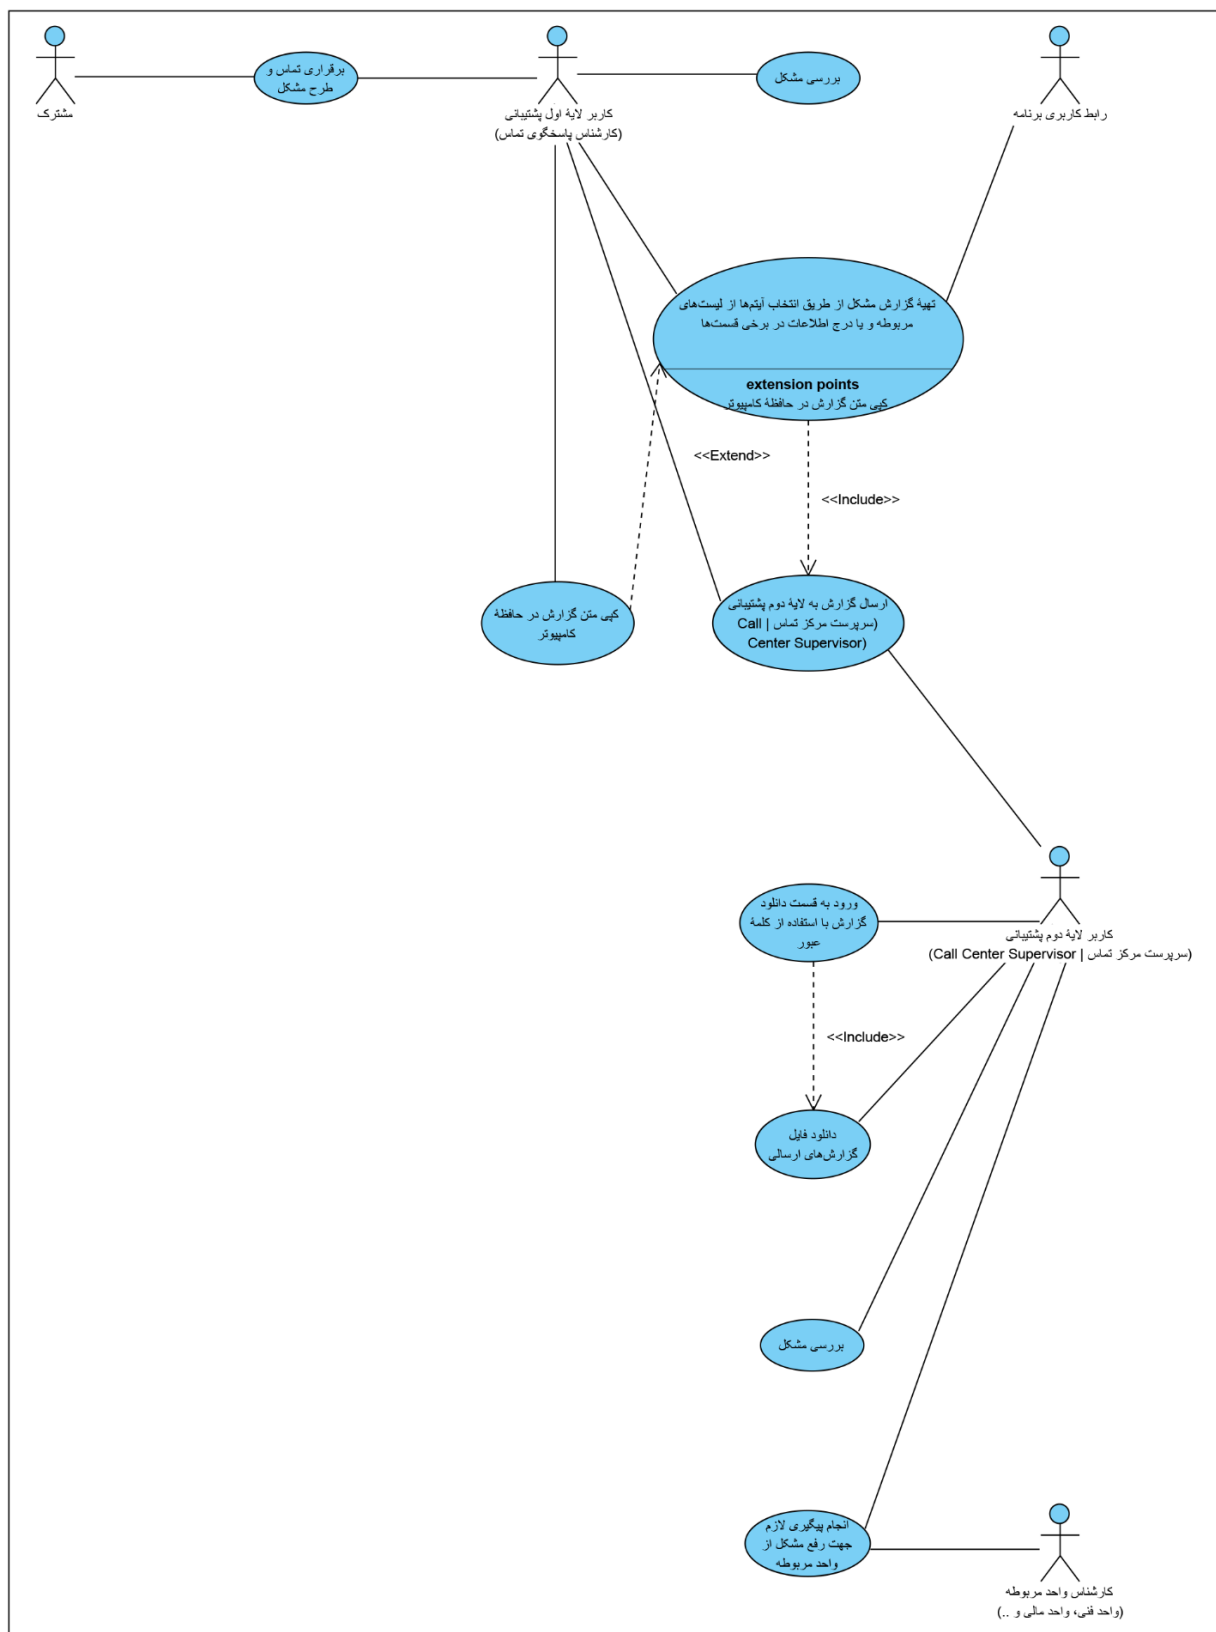 مشترک
برقراری تماس و
طرح مشکل
کاربر لایهٔ اول پشتیبانی
(کارشناس پاسخگوی تماس)
بررسی مشکل
رابط کاربری برنامه
تهیهٔ گزارش مشکل از طریق انتخاب آیتم‌ها از لیست‌های
مربوطه و یا درج اطلاعات در برخی قسمت‌ها
extension points
کپی متن گزارش در حافظهٔ کامپیوتر
<<Extend>>
<<Include>>
کپی متن گزارش در حافظهٔ
کامپیوتر
ارسال گزارش به لایهٔ دوم پشتیبانی
(سرپرست مرکز تماس | Call
Center Supervisor)
ورود به قسمت دانلود
گزارش با استفاده از کلمهٔ
عبور
کاربر لایهٔ دوم پشتیبانی
(سرپرست مرکز تماس | Call Center Supervisor)
<<Include>>
دانلود فایل
گزارش‌های ارسالی
بررسی مشکل
انجام پیگیری لازم
جهت رفع مشکل از
واحد مربوطه
کارشناس واحد مربوطه
(واحد فنی، واحد مالی و ..)